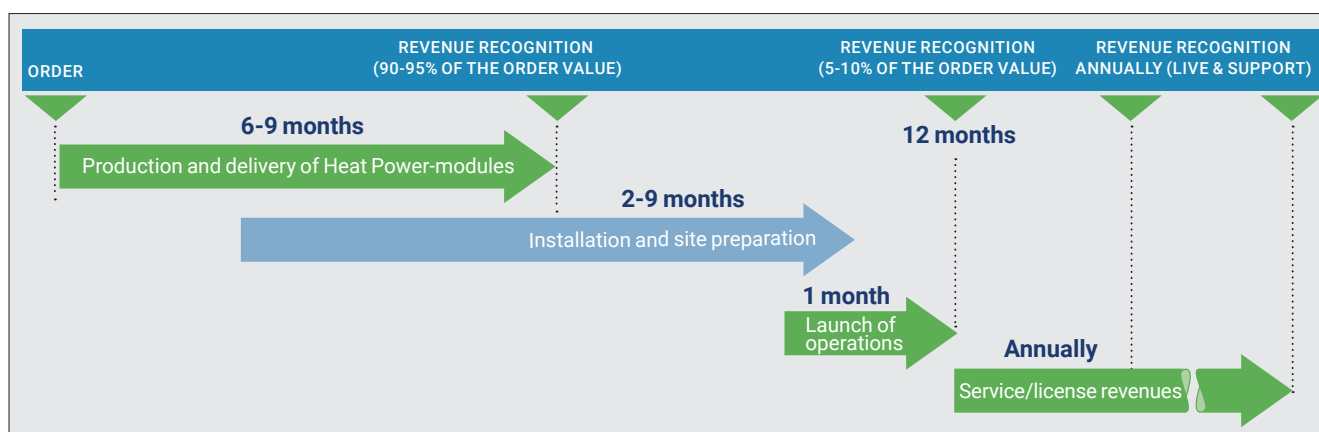 ORDER
REVENUE RECOGNITION
(90-95% OF THE ORDER VALUE)
REVENUE RECOGNITION
(5-10% OF THE ORDER VALUE)
REVENUE RECOGNITION
ANNUALLY (LIVE & SUPPORT)
6-9 months
Production and delivery of Heat Power-modules
12 months
2-9 months
Installation and site preparation
1 month
Launch of
operations
Annually
Service/license revenues